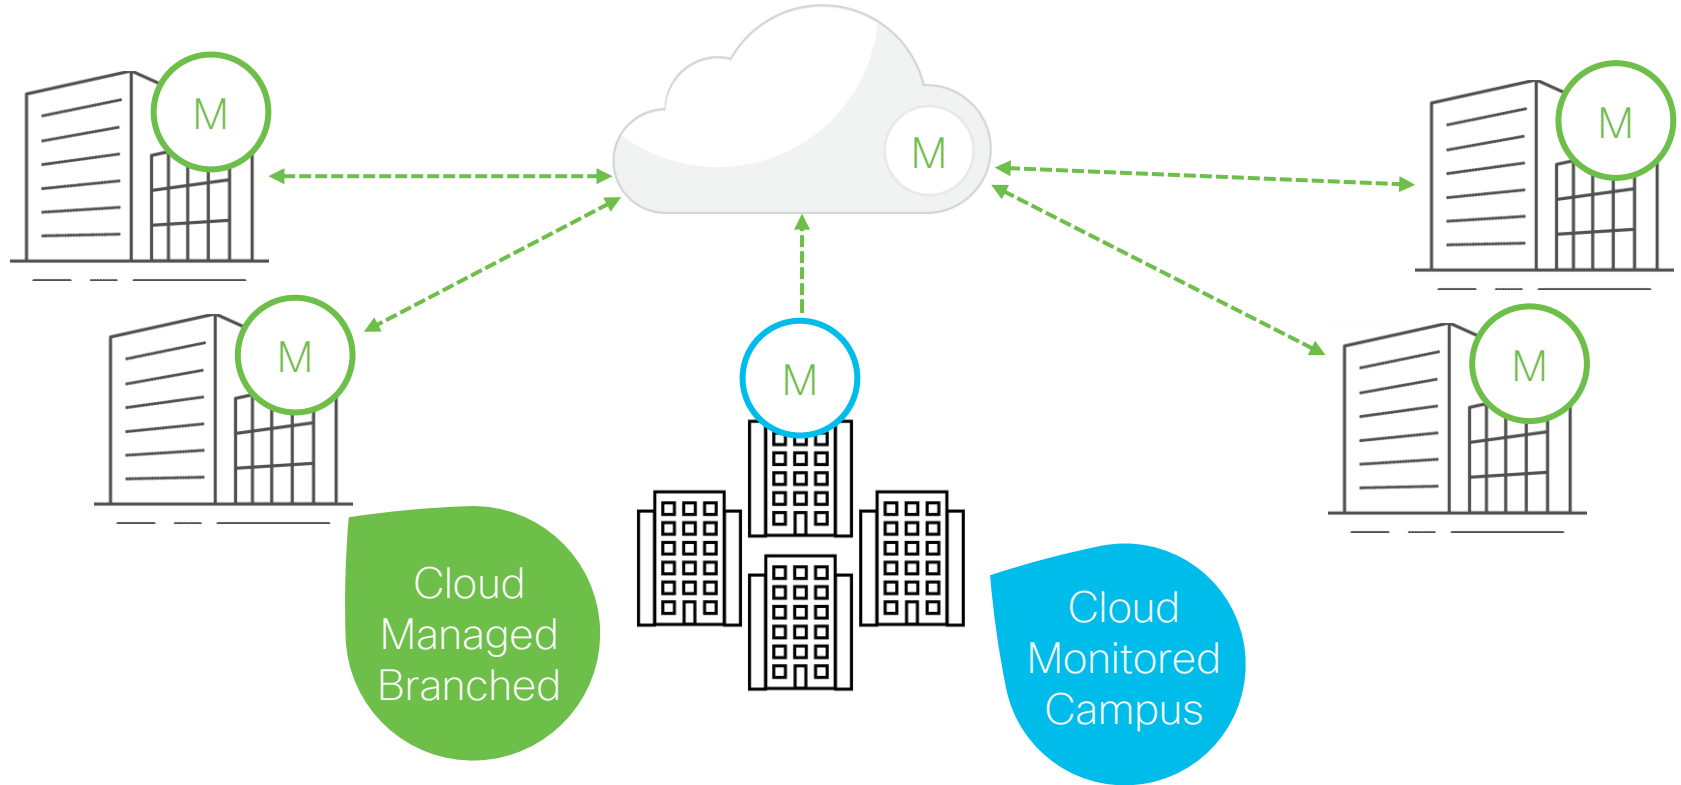 M
M
M
M
M
M
Cloud
Managed
Branched
Cloud
Monitored
Campus